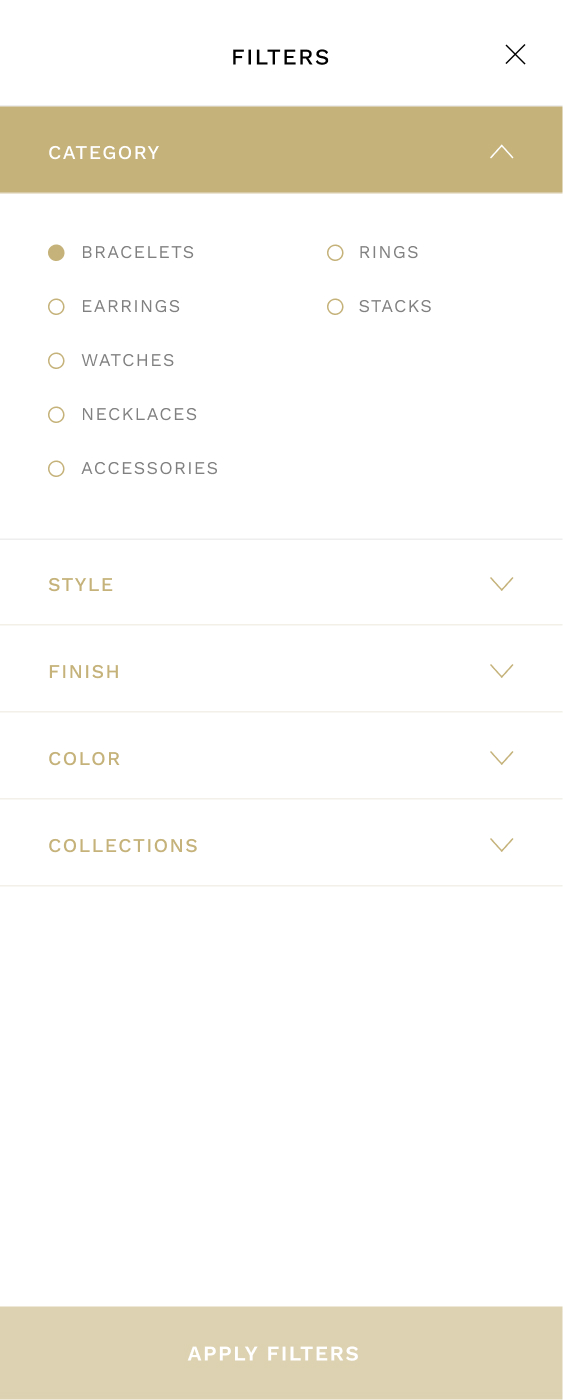 FILTERS
CATEGORY
BRACELETS
RINGS
EARRINGS
STACKS
WATCHES
NECKLACES
ACCESSORIES
STYLE
FINISH
COLOR
COLLECTIONS
APPLY FILTERS